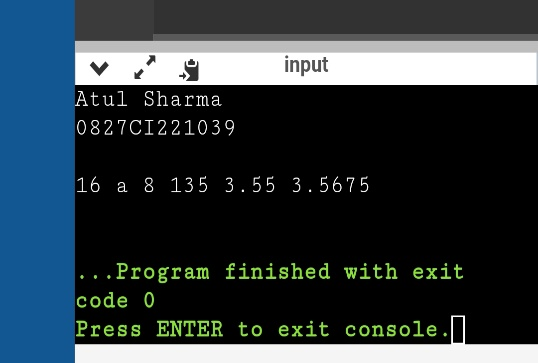 input
Atul Sharma
0827CI221039
16 a 8 135 3.55 3.5675
...Program finished with exit
code 0
Press ENTER to exit console.